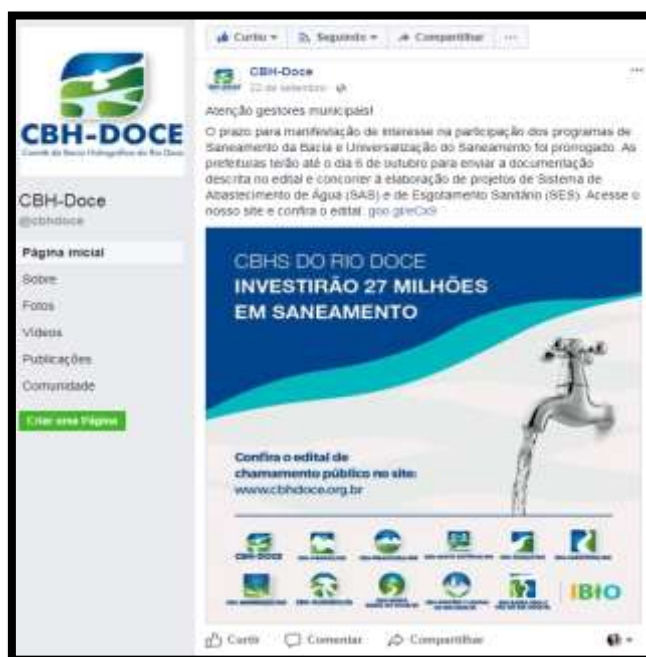 Curtiu Seguindo Compartilhar ...
CBH-Doce
22 de setembro
Atenção gestores municipais!
O prazo para manifestação de interesse na participação dos programas de
Saneamento da Bacia e Universalização do Saneamento foi prorrogado. As
prefeituras terão até o dia 6 de outubro para enviar a documentação
descrita no edital e concorrer à elaboração de projetos de Sistema de
Abastecimento de Água (SAS) e de Esgotamento Sanitário (SES). Acesse o
nosso site e confira o edital.
CBH-DOCE
Comitê da Bacia Hidrográfica do Rio Doce
CBH-Doce
@cbhdoce
Página inicial
Sobre
Fotos
Vídeos
Publicações
Comunidade
Criar uma Página
CBHS DO RIO DOCE
INVESTIRÃO 27 MILHÕES
EM SANEAMENTO
Confira o edital de
chamamento público no site:
www.cbhdoce.org.br
CBH-DOCE
IBIO
Curtir Comentar Compartilhar